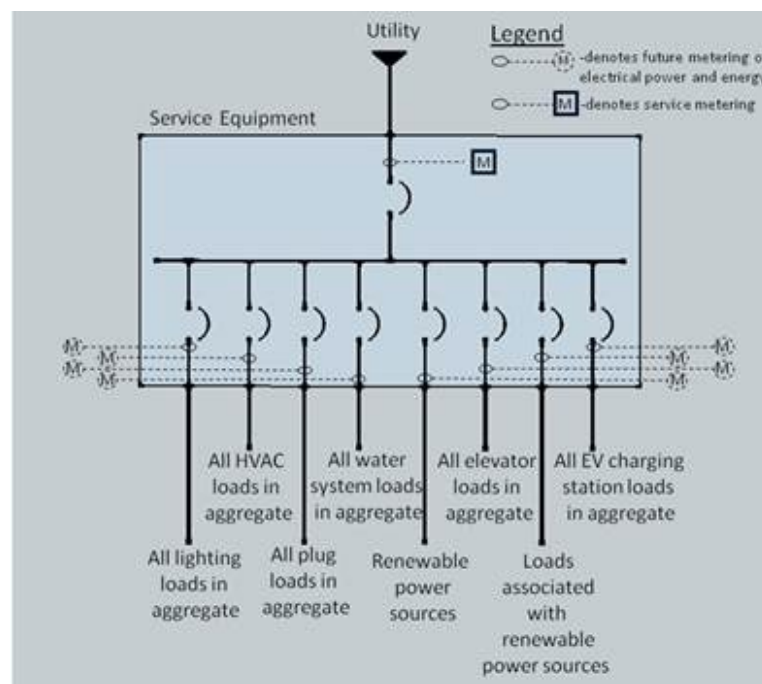 Utility
Legend
M -denotes future metering o
electrical power and energy
M -denotes service metering
Service Equipment
M
M
M
M
M
M
M
M
M
All HVAC
loads in
aggregate
All water
system loads
in aggregate
All elevator
loads in
aggregate
All EV charging
station loads
in aggregate
All lighting
loads in
aggregate
All plug
loads in
aggregate
Renewable
power
sources
Loads
associated
with
renewable
power sources